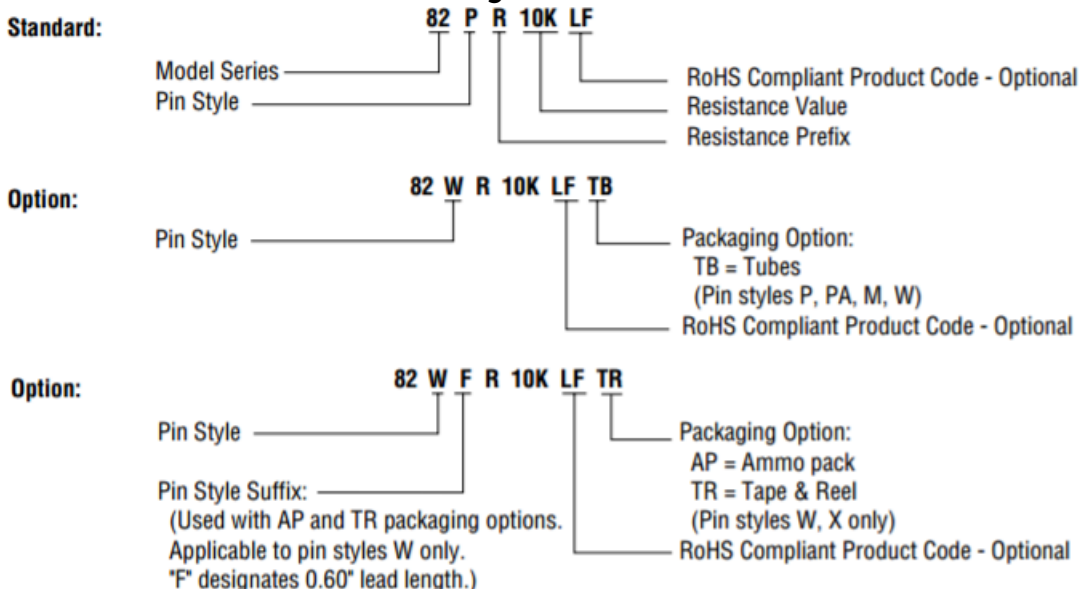 Standard:
82 P R 10K LF
Model Series
Pin Style
RoHS Compliant Product Code - Optional
Resistance Value
Resistance Prefix
Option:
82 W R 10K LF TB
Pin Style
Packaging Option:
TB = Tubes
(Pin styles P, PA, M, W)
RoHS Compliant Product Code - Optional
Option:
82 W F R 10K LF TR
Pin Style
Pin Style Suffix:
(Used with AP and TR packaging options.
Applicable to pin styles W only.
"F" designates 0.60" lead length.)
Packaging Option:
AP = Ammo pack
TR = Tape & Reel
(Pin styles W, X only)
RoHS Compliant Product Code - Optional